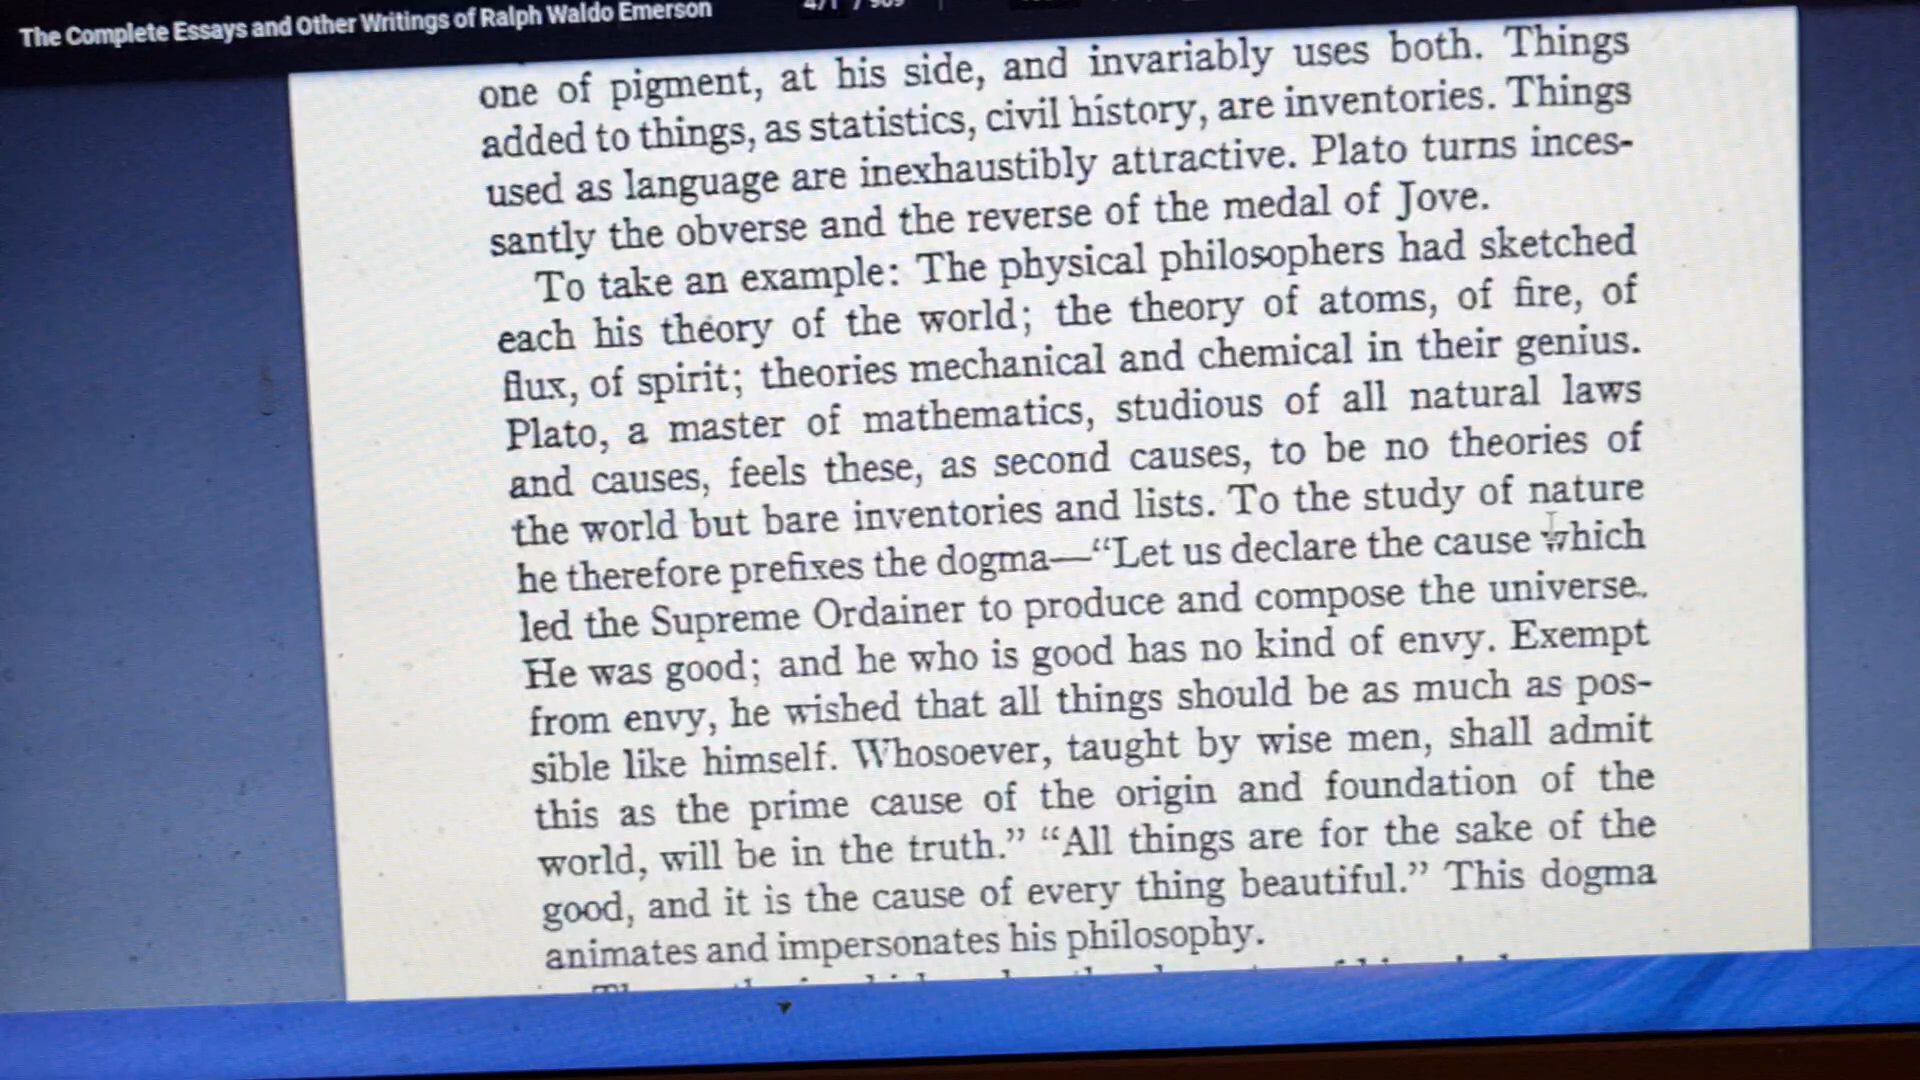 The Complete Essays and Other Writings of Ralph Waldo Emerson
one of pigment, at his side, and invariably uses both. Things
added to things, as statistics, civil history, are inventories. Things
used as language are inexhaustibly attractive. Plato turns inces-
santly the obverse and the reverse of the medal of Jove.
To take an example: The physical philosophers had sketched
each his theory of the world; the theory of atoms, of fire, of
flux, of spirit; theories mechanical and chemical in their genius.
Plato, a master of mathematics, studious of all natural laws
and causes, feels these, as second causes, to be no theories of
the world but bare inventories and lists. To the study of nature
he therefore prefixes the dogma—“Let us declare the cause which
led the Supreme Ordainer to produce and compose the universe.
He was good; and he who is good has no kind of envy. Exempt
from envy, he wished that all things should be as much as pos-
sible like himself. Whosoever, taught by wise men, shall admit
this as the prime cause of the origin and foundation of the
world, will be in the truth.” “All things are for the sake of the
good, and it is the cause of every thing beautiful.” This dogma
animates and impersonates his philosophy.